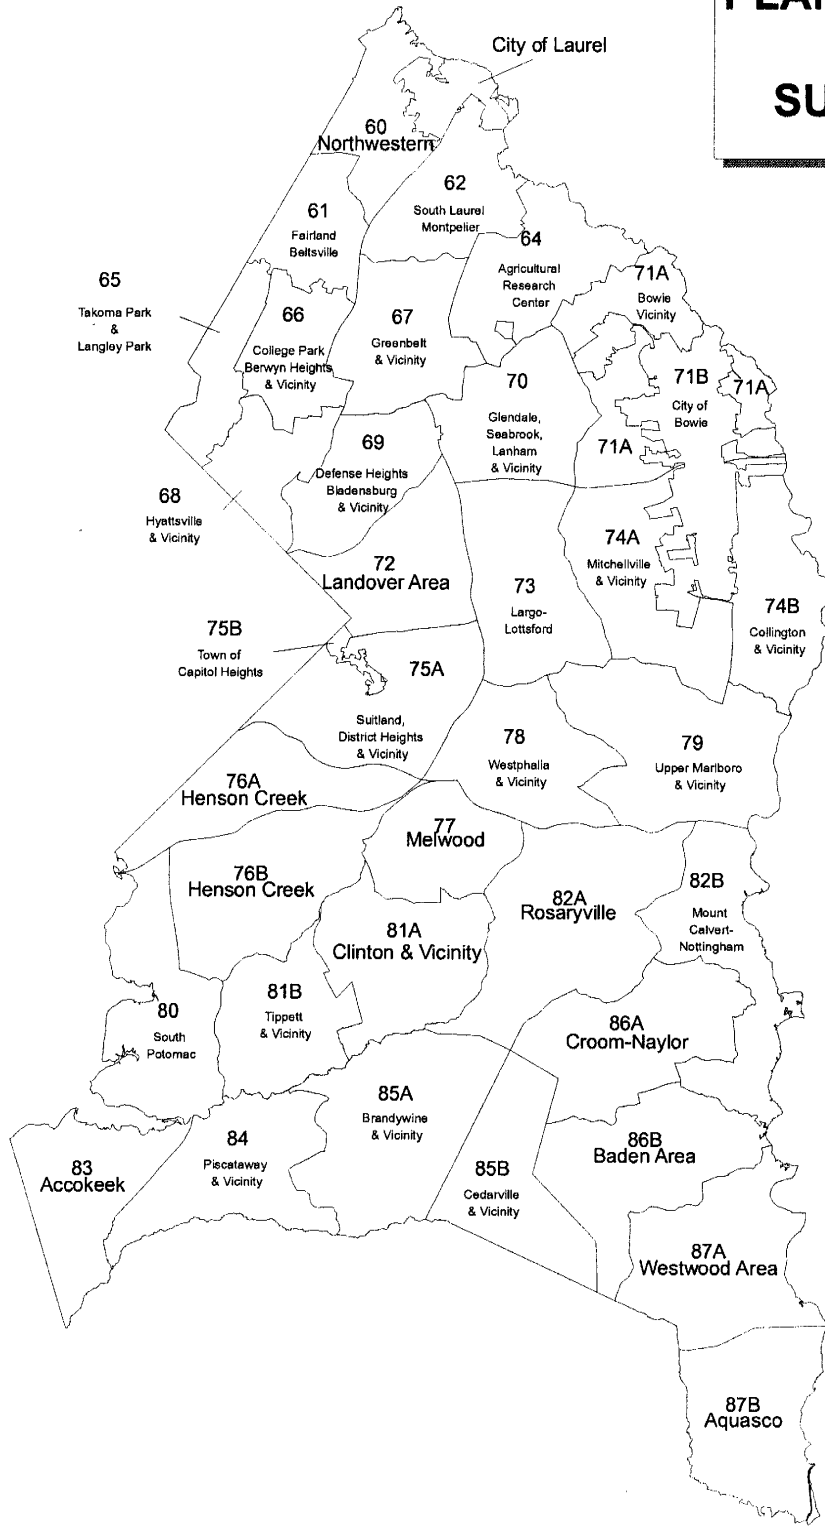 SU
City of Laurel
60
Northwestern
62
South Laurel
Montpelier
61
Fairland
Beltsville
64
Agricultural
Research
Center
65
Takoma Park
&
Langley Park
71A
Bowie
Vicinity
66
College Park
Berwyn Heights
& Vicinity
67
Greenbelt
& Vicinity
70
Glendale,
Seabrook,
Lanham
& Vicinity
71B
City of
Bowie
71A
71A
69
Defense Heights
Bladensburg
& Vicinity
68
Hyattsville
& Vicinity
72
Landover Area
73
Largo-
Lottsford
74A
Mitchellville
& Vicinity
74B
Collington
& Vicinity
75B
Town of
Capitol Heights
75A
Suitland,
District Heights
& Vicinity
78
Westphalia
& Vicinity
79
Upper Marlboro
& Vicinity
76A
Henson Creek
77
Melwood
76B
Henson Creek
82A
Rosaryville
82B
Mount
Calvert-
Nottingham
81A
Clinton & Vicinity
81B
Tippett
& Vicinity
80
South
Potomac
86A
Croom-Naylor
85A
Brandywine
& Vicinity
84
Piscataway
& Vicinity
86B
Baden Area
83
Accokeek
85B
Cedarville
& Vicinity
87A
Westwood Area
87B
Aquasco